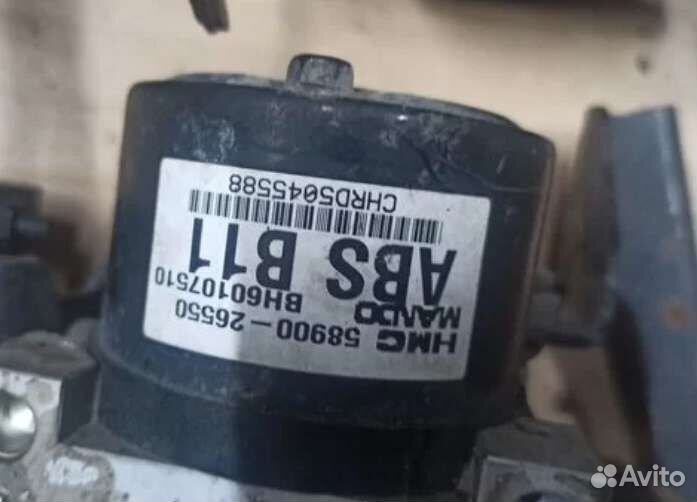 HMC 58900-26550
MANDO BH60107510
ABS B11
CHRD5045588
Avito